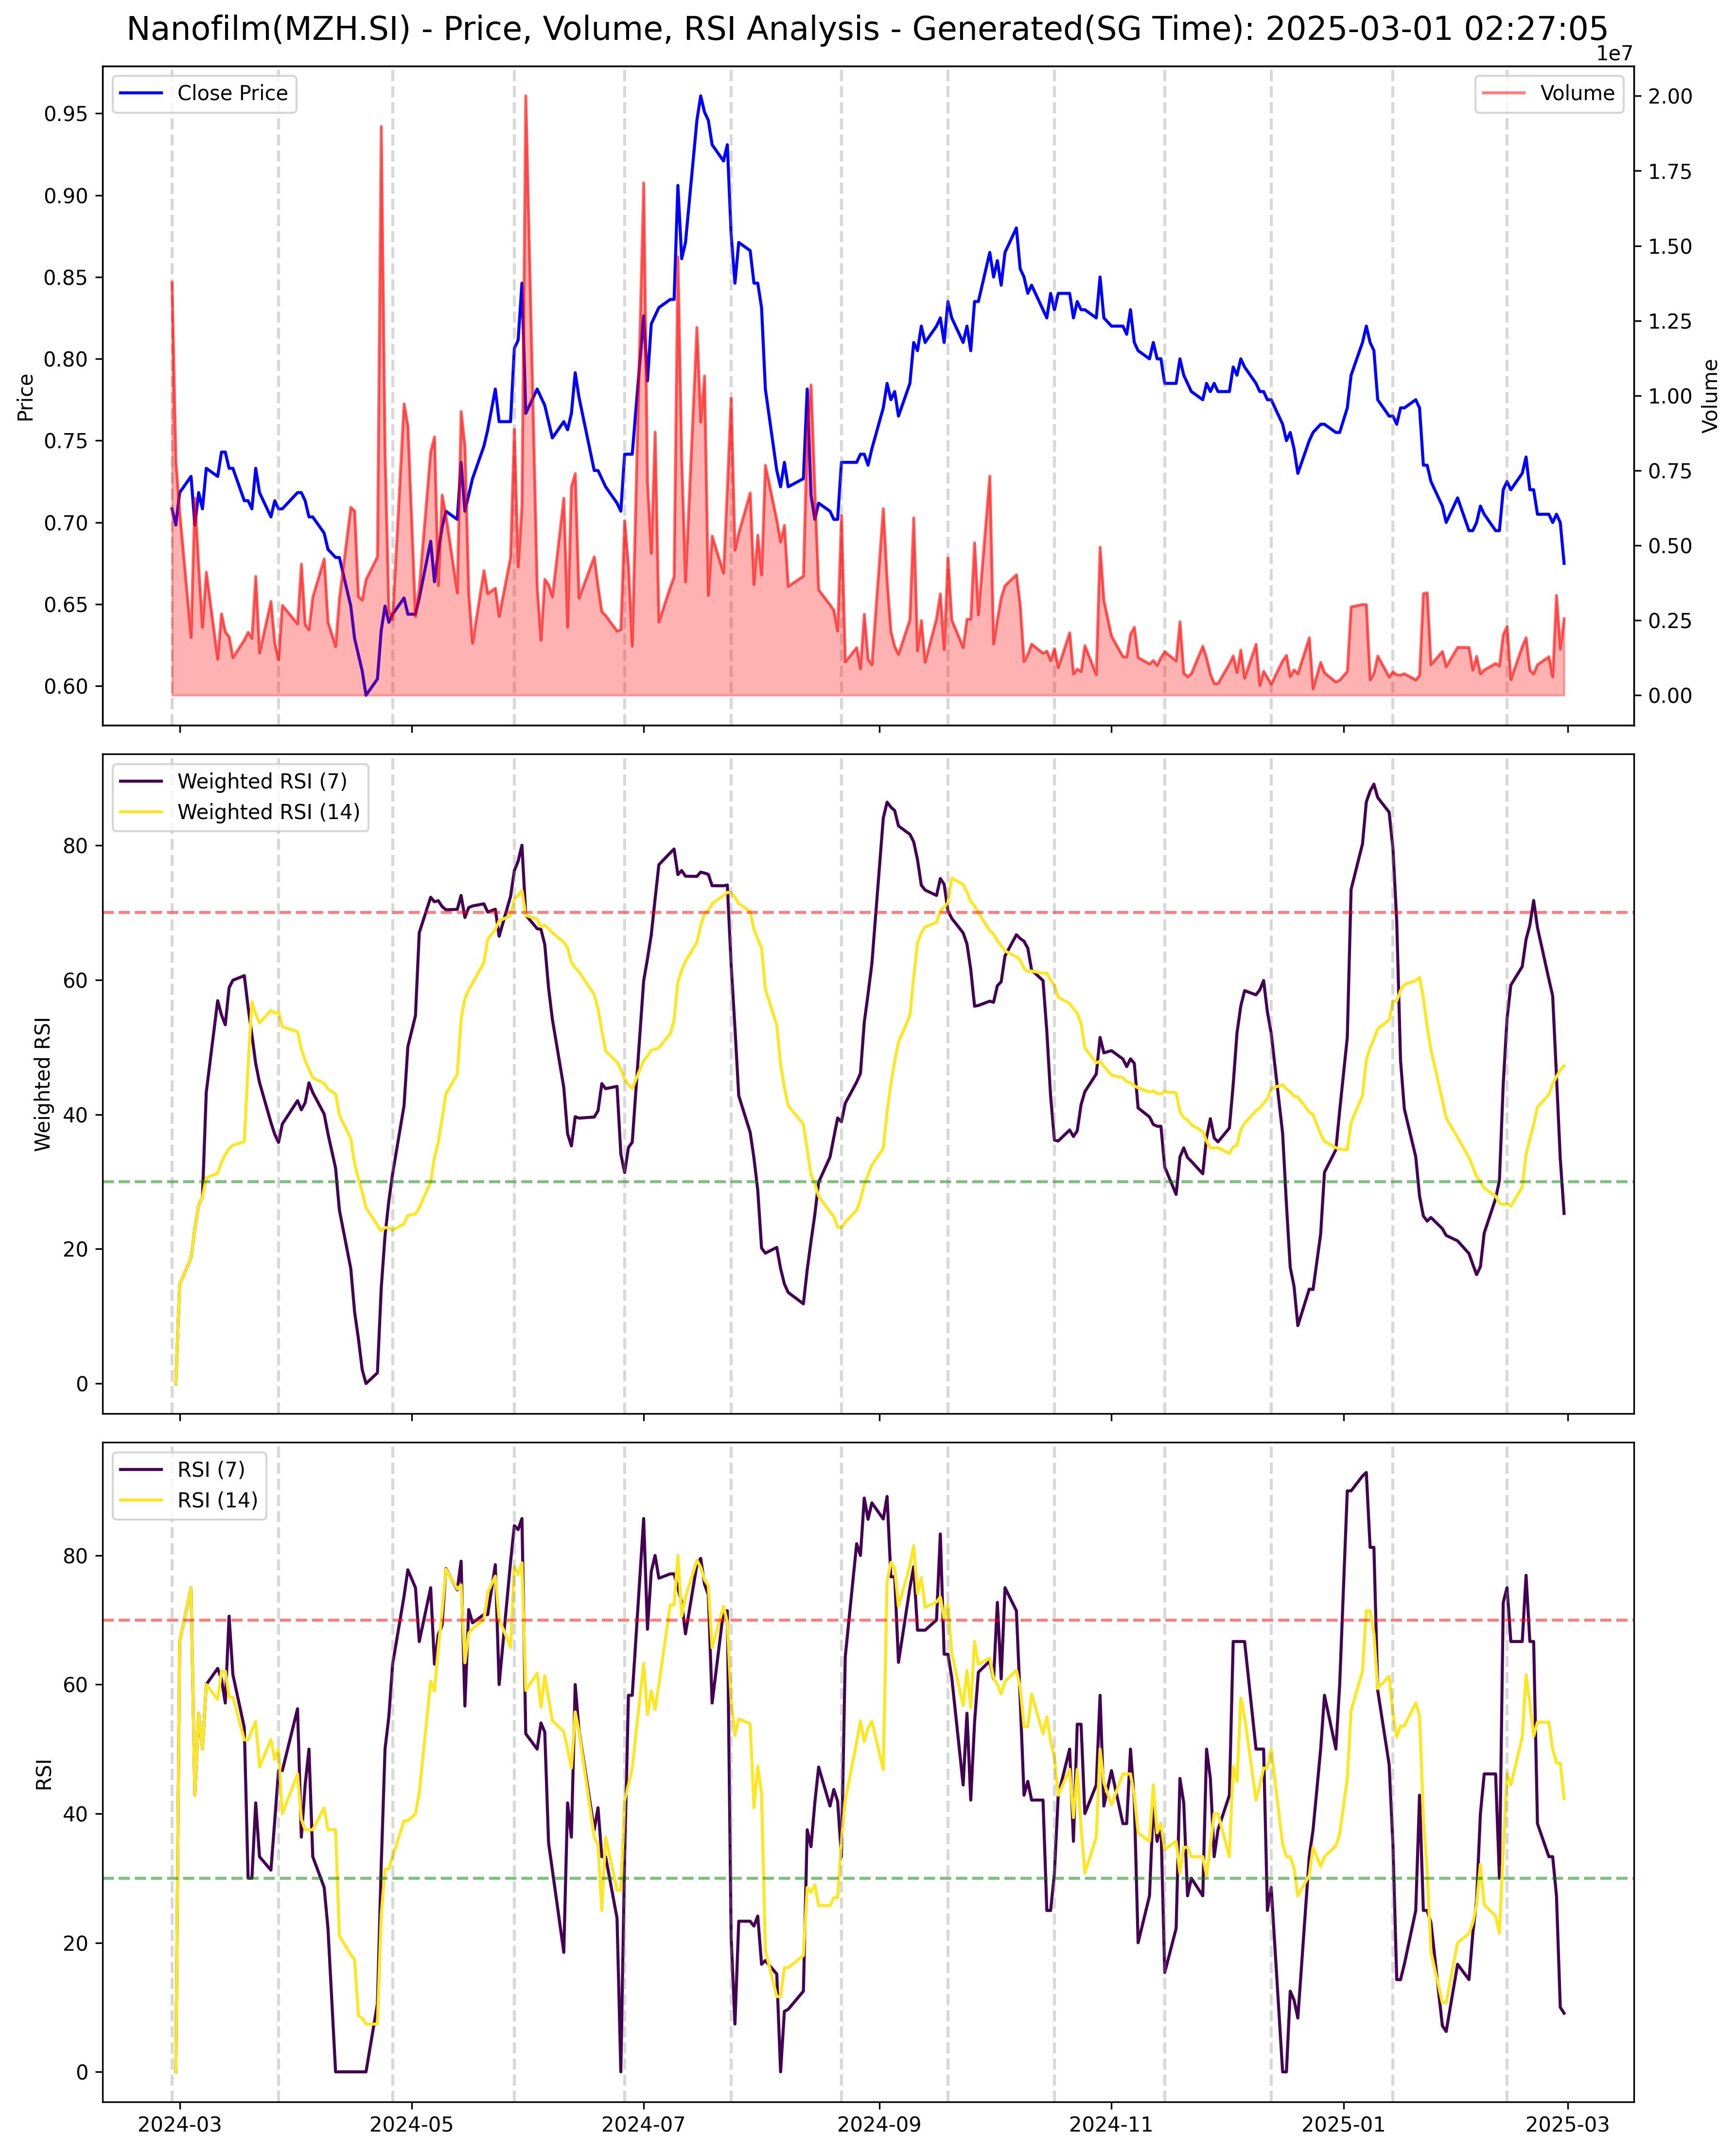 Nanofilm(MZH.SI) - Price, Volume, RSI Analysis - Generated(SG Time): 2025-03-01 02:27:05
1e7
Close Price
Volume
0.95
0.90
0.85
0.80
0.75
0.70
0.65
0.60
Price
2.00
1.75
1.50
1.25
1.00
0.75
0.50
0.25
0.00
Volume
Weighted RSI (7)
Weighted RSI (14)
80
60
40
20
0
Weighted RSI
RSI (7)
RSI (14)
80
60
40
20
0
RSI
2024-03
2024-05
2024-07
2024-09
2024-11
2025-01
2025-03